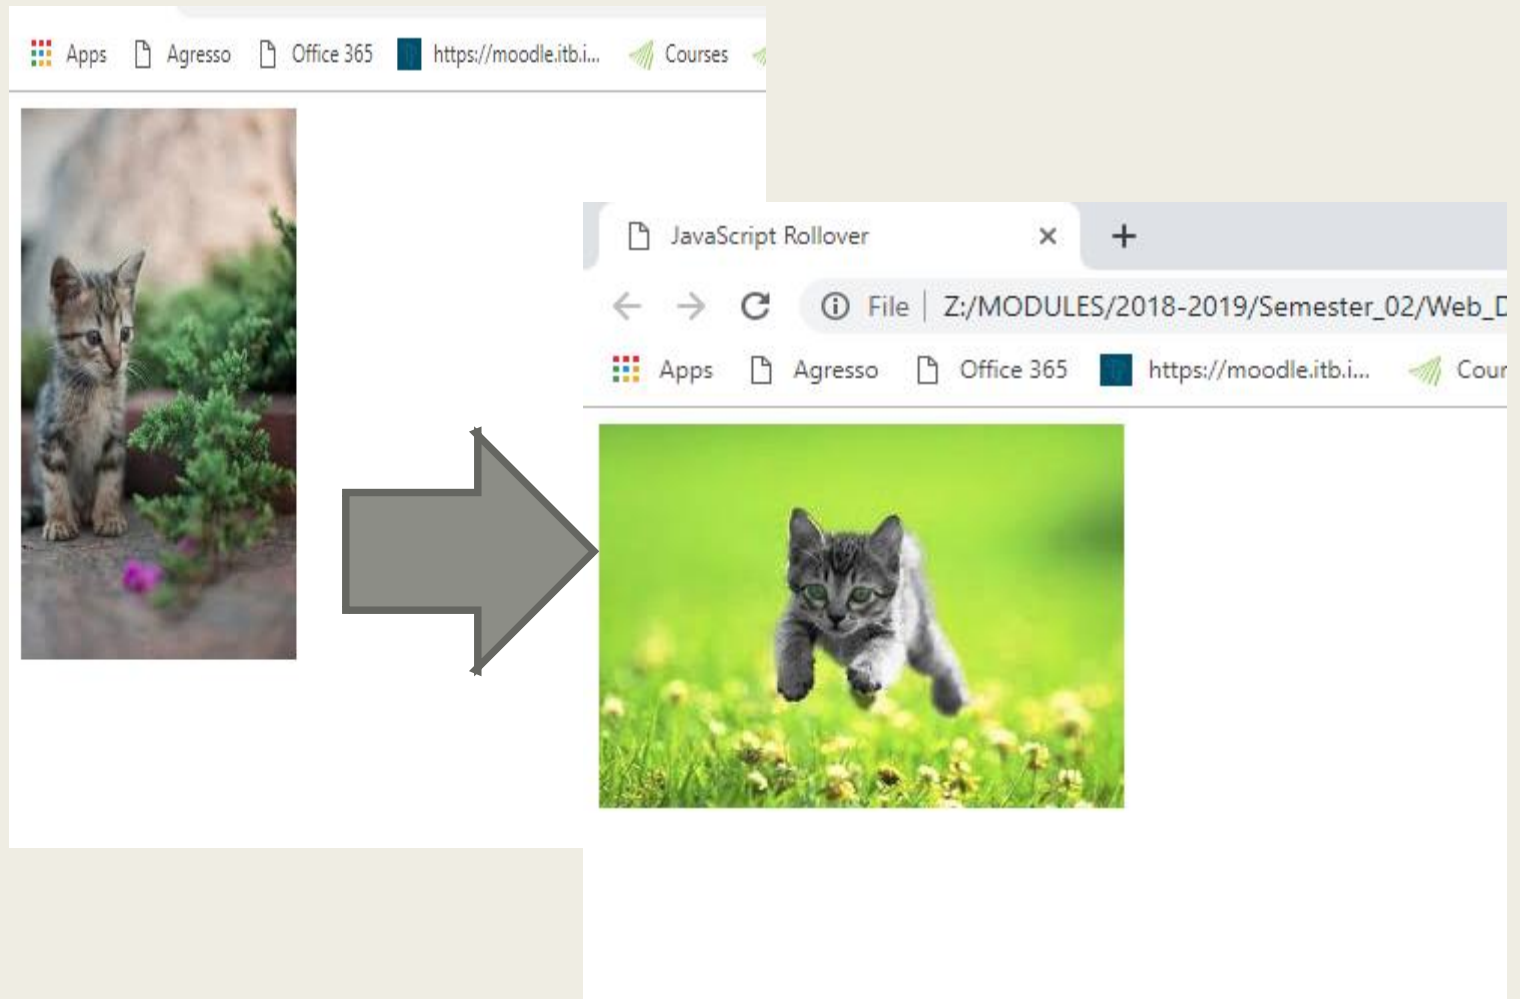 Apps Agresso Office 365 https://moodle.itb.i... Courses
JavaScript Rollover
File Z:/MODULES/2018-2019/Semester_02/Web_D
Apps Agresso Office 365 https://moodle.itb.i... Cour